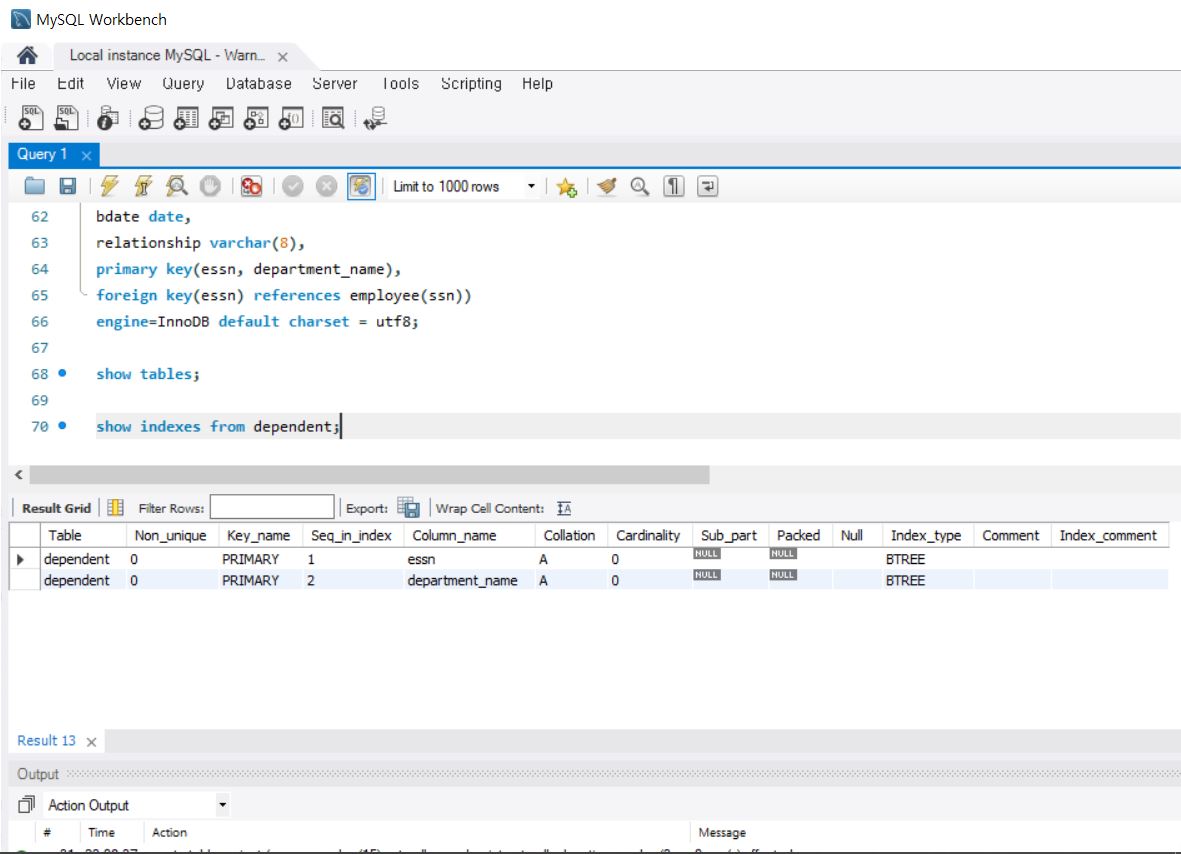 MySQL Workbench
Local instance MySQL - Warn...
File Edit View Query Database Server Tools Scripting Help
Query 1
Limit to 1000 rows
62 bdate date,
63 relationship varchar(8),
64 primary key(essn, department_name),
65 foreign key(essn) references employee(ssn))
66 engine=InnoDB default charset = utf8;
67
68 show tables;
69
70 show indexes from dependent;
Result Grid Filter Rows: Export: Wrap Cell Content:
Table Non_unique Key_name Seq_in_index Column_name Collation Cardinality Sub_part Packed Null Index_type Comment Index_comment
dependent 0 PRIMARY 1 essn A 0 NULL NULL BTREE
dependent 0 PRIMARY 2 department_name A 0 NULL NULL BTREE
Result 13
Output
Action Output
# Time Action Message